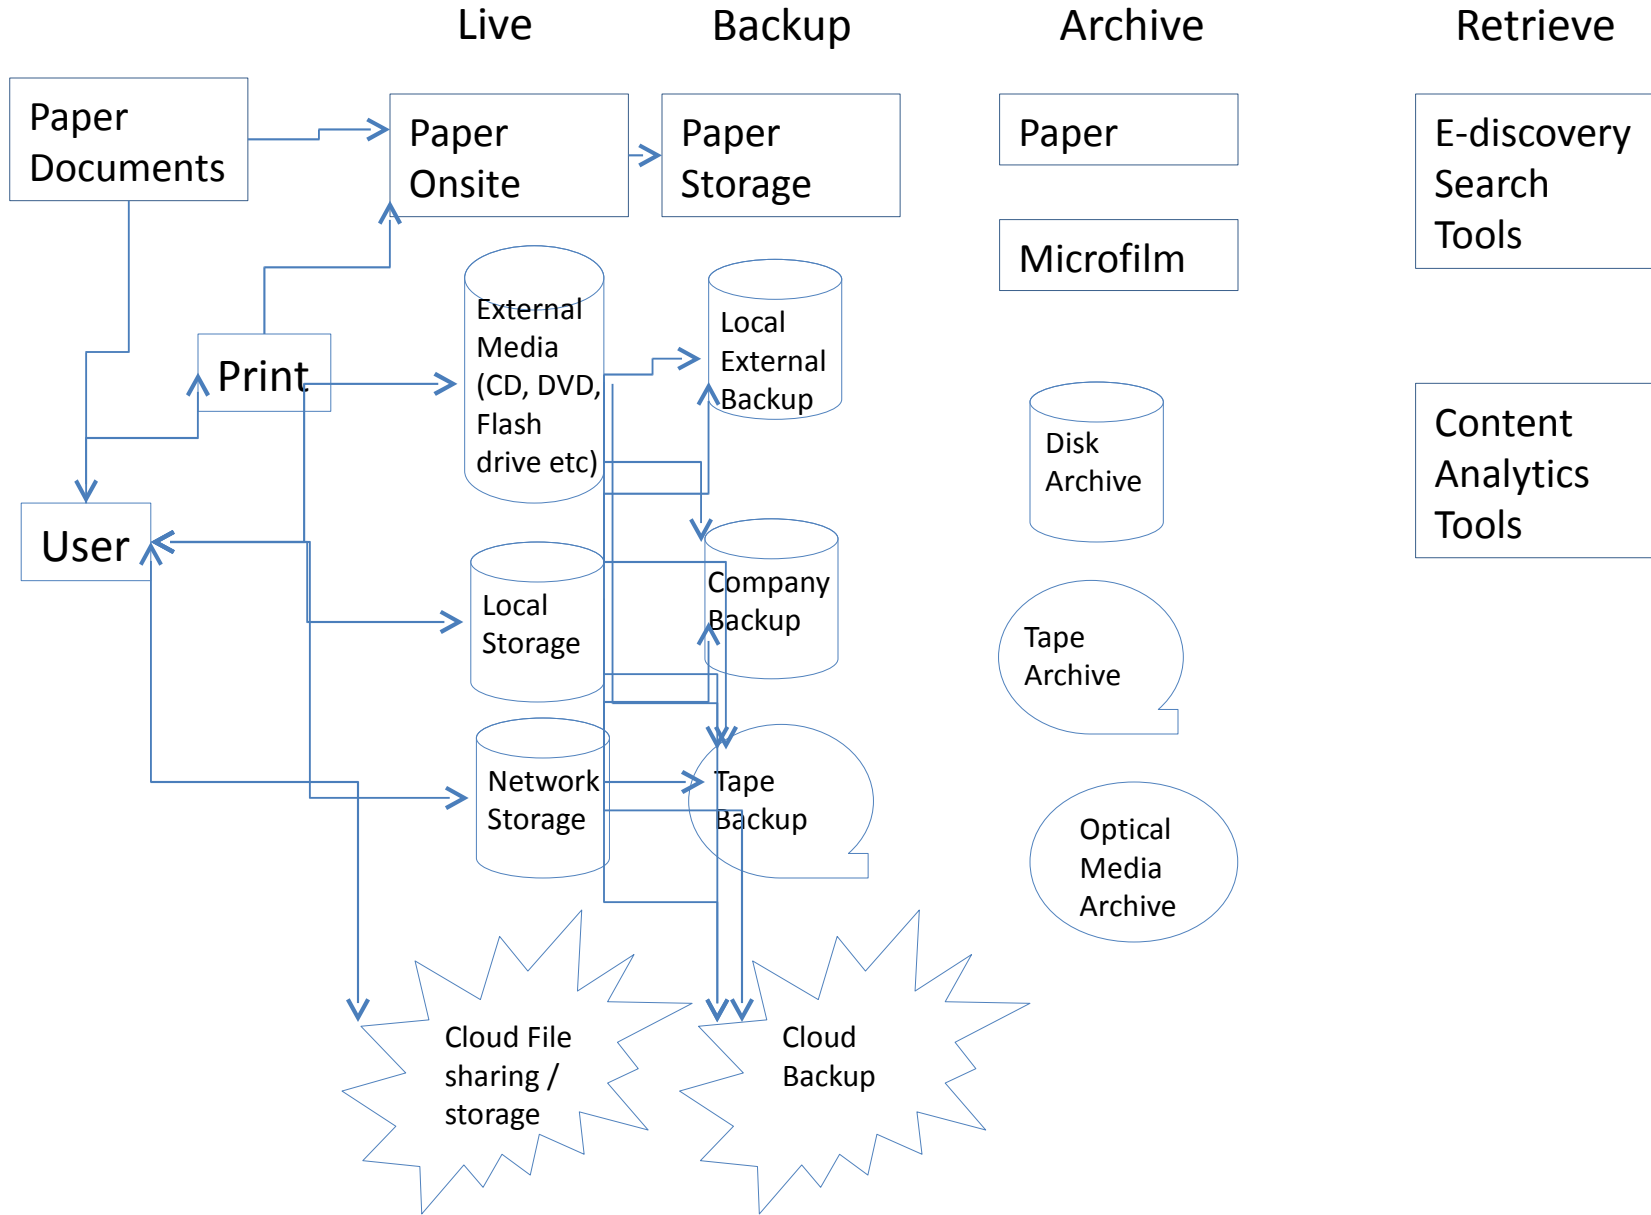 Live
Backup
Archive
Retrieve
Paper
Documents
Paper
Onsite
Paper
Storage
Paper
Microfilm
E-discovery
Search
Tools
Print
User
External
Media
(CD, DVD,
Flash
drive etc)
Local
External
Backup
Disk
Archive
Content
Analytics
Tools
Local
Storage
Company
Backup
Tape
Archive
Network
Storage
Tape
Backup
Optical
Media
Archive
Cloud File
sharing /
storage
Cloud
Backup